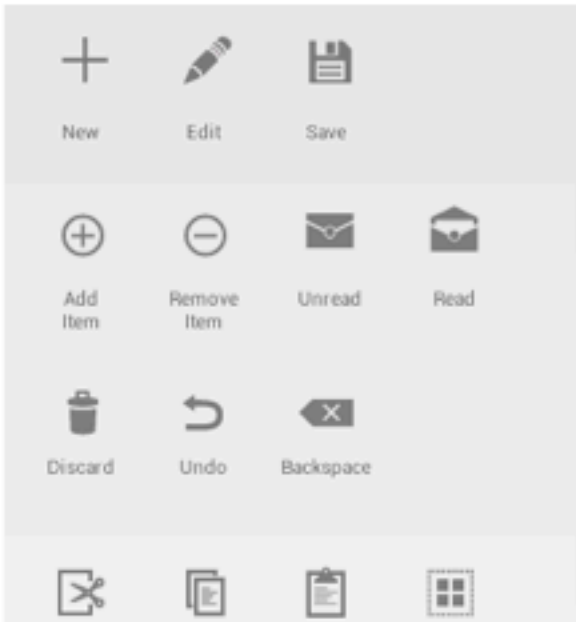 New Edit Save
Add Remove Unread Read
Item Item
Discard Undo Backspace